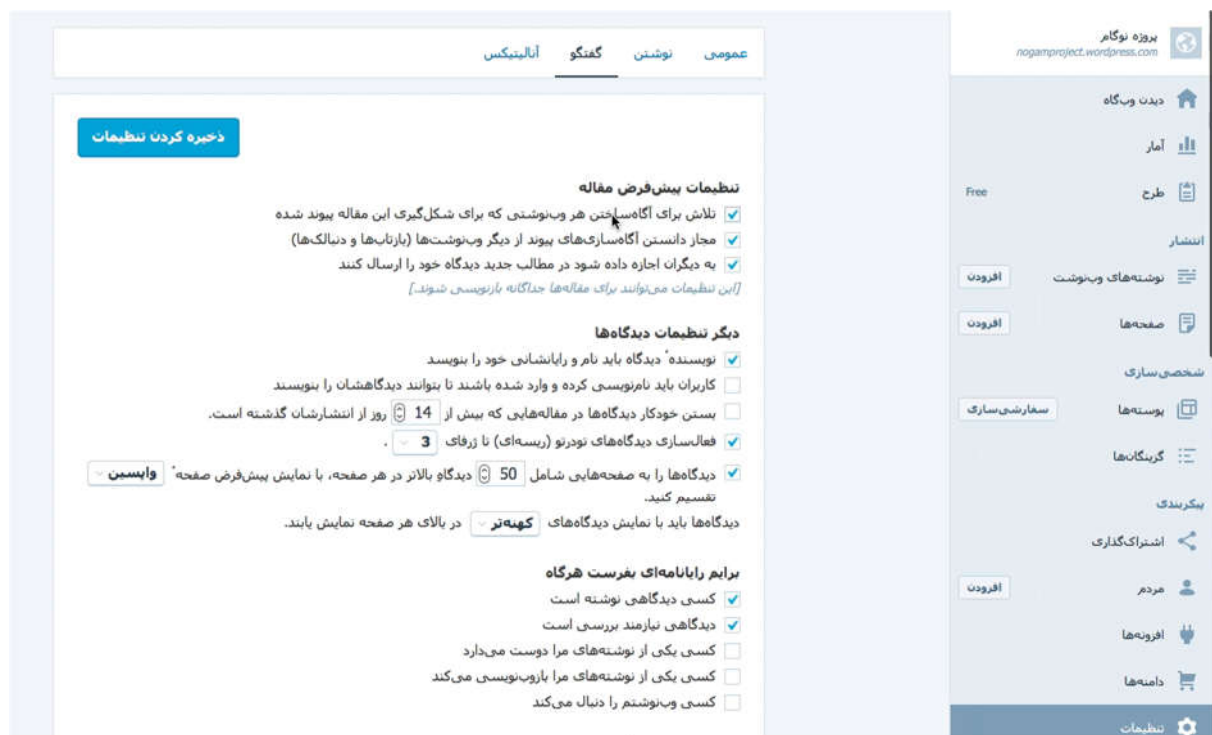 پروژه نوگام
nogamproject.wordpress.com
دیدن وب‌گاه
آمار
طرح Free
انتشار
نوشته‌های وب‌نوشت افزودن
صفحه‌ها افزودن
شخصی‌سازی
پوسته‌ها سفارشی‌سازی
گزینگان‌ها
پیکربندی
اشتراک‌گذاری
مردم افزودن
افزونه‌ها
دامنه‌ها
تنظیمات
عمومی نوشتن گفتگو آنالیتیکس
ذخیره کردن تنظیمات
تنظیمات پیش‌فرض مقاله
تلاش برای آگاه‌ساختن هر وب‌نوشتی که برای شکل‌گیری این مقاله پیوند شده
مجاز دانستن آگاه‌سازی‌های پیوند از دیگر وب‌نوشت‌ها (بازتاب‌ها و دنبالک‌ها)
به دیگران اجازه داده شود در مطالب جدید دیدگاه خود را ارسال کنند
[این تنظیمات می‌توانند برای مقاله‌ها جداگانه بازنویسی شوند.]
دیگر تنظیمات دیدگاه‌ها
نویسندهٔ دیدگاه باید نام و رایانشانی خود را بنویسد
کاربران باید نام‌نویسی کرده و وارد شده باشند تا بتوانند دیدگاهشان را بنویسند
بستن خودکار دیدگاه‌ها در مقاله‌هایی که بیش از 14 روز از انتشارشان گذشته است.
فعال‌سازی دیدگاه‌های تودرتو (ریسه‌ای) تا ژرفای 3 .
دیدگاه‌ها را به صفحه‌هایی شامل 50 دیدگاهِ بالاتر در هر صفحه، با نمایش پیش‌فرض صفحهٔ واپسین
تقسیم کنید.
دیدگاه‌ها باید با نمایش دیدگاه‌های کهنه‌تر در بالای هر صفحه نمایش یابند.
برایم رایانامه‌ای بفرست هرگاه
کسی دیدگاهی نوشته است
دیدگاهی نیازمند بررسی است
کسی یکی از نوشته‌های مرا دوست می‌دارد
کسی یکی از نوشته‌های مرا بازوب‌نویسی می‌کند
کسی وب‌نوشتم را دنبال می‌کند